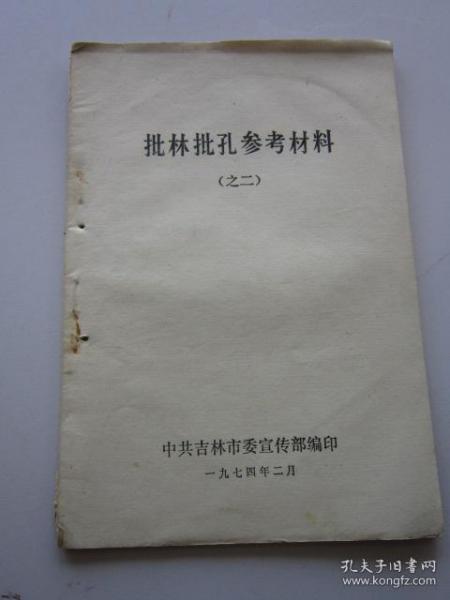 批林批孔参考材料
（之二）
中共吉林市委宣传部编印
一九七四年二月
孔夫子旧书网
www.kongfz.com